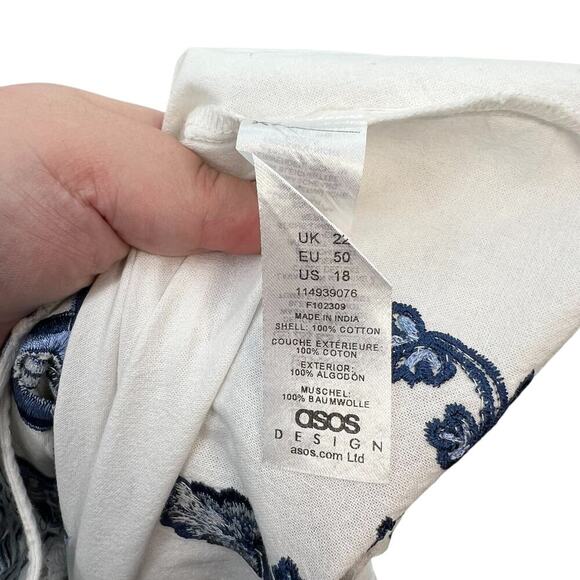 UK 22
EU 50
US 18
114939076
F102309
MADE IN INDIA
SHELL: 100% COTTON
COUCHE EXTÉRIEURE:
100% COTON
EXTERIOR:
100% ALGODÓN
MUSCHEL:
100% BAUMWOLLE
asos
DESIGN
asos.com Ltd